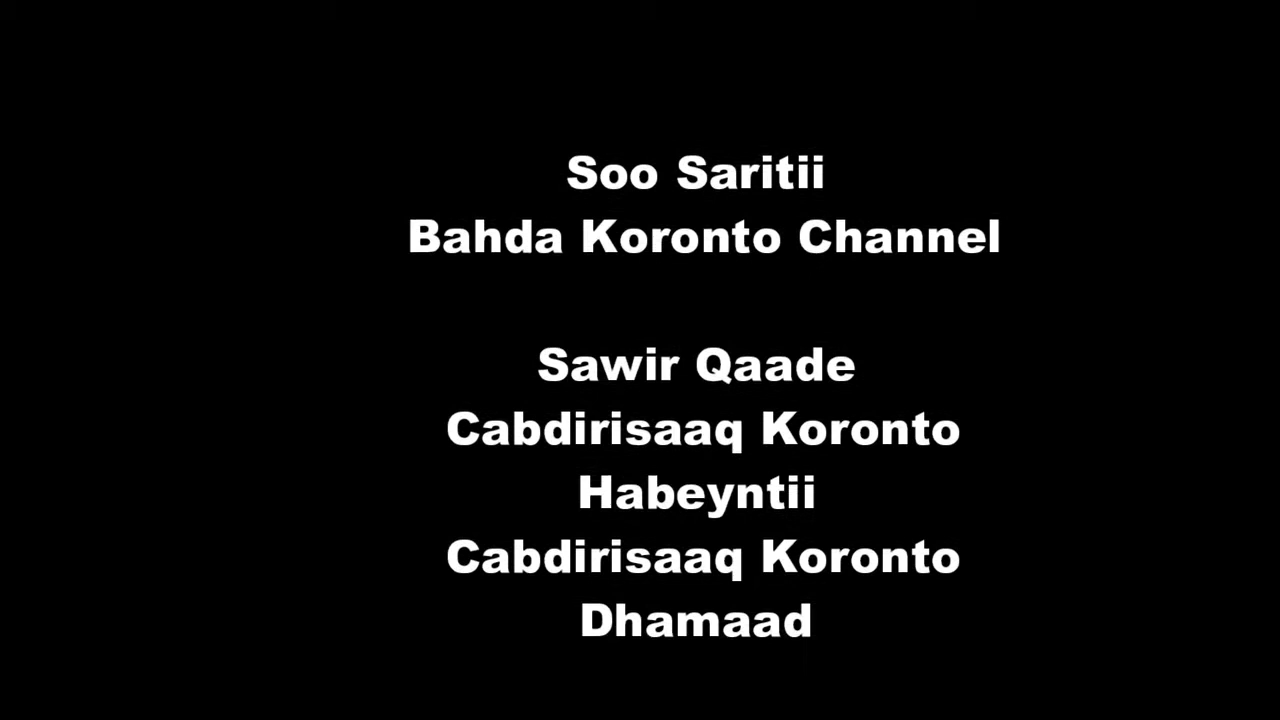 Soo Saritii
Bahda Koronto Channel
Sawir Qaade
Cabdirisaaq Koronto
Habeyntii
Cabdirisaaq Koronto
Dhamaad